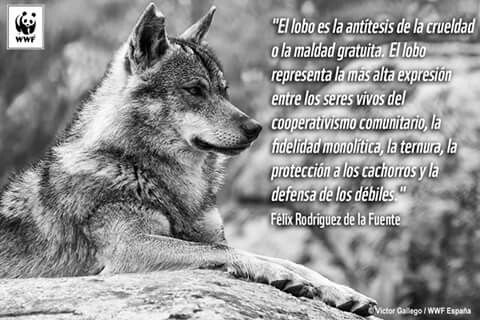 WWF
"El lobo es la antítesis de la crueldad
o la maldad gratuita. El lobo
representa la más alta expresión
entre los seres vivos del
cooperativismo comunitario, la
fidelidad monolítica, la ternura, la
protección a los cachorros y la
defensa de los débiles."
Félix Rodríguez de la Fuente
© Victor Gallego / WWF España